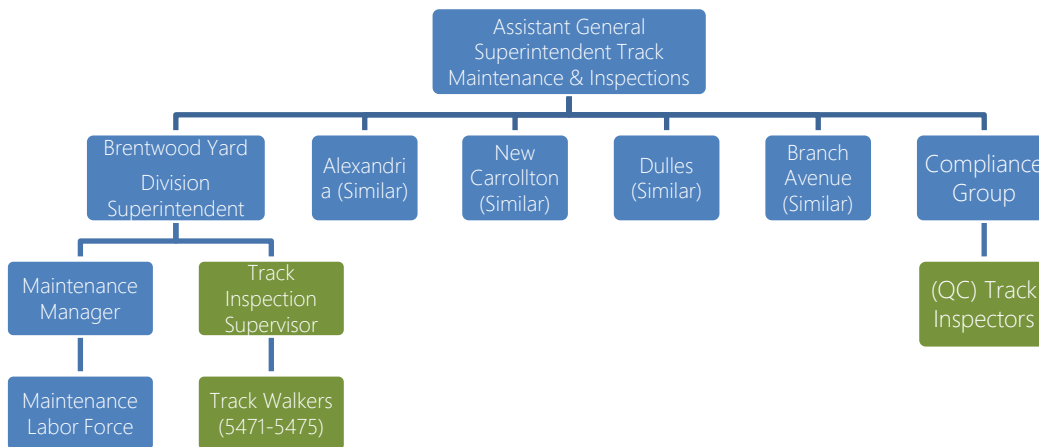 Assistant General
Superintendent Track
Maintenance & Inspections
Brentwood Yard
Division
Superintendent
Alexandri
a (Similar)
New
Carrollton
(Similar)
Dulles
(Similar)
Branch
Avenue
(Similar)
Compliance
Group
Maintenance
Manager
Track
Inspection
Supervisor
(QC) Track
Inspectors
Maintenance
Labor Force
Track Walkers
(5471-5475)